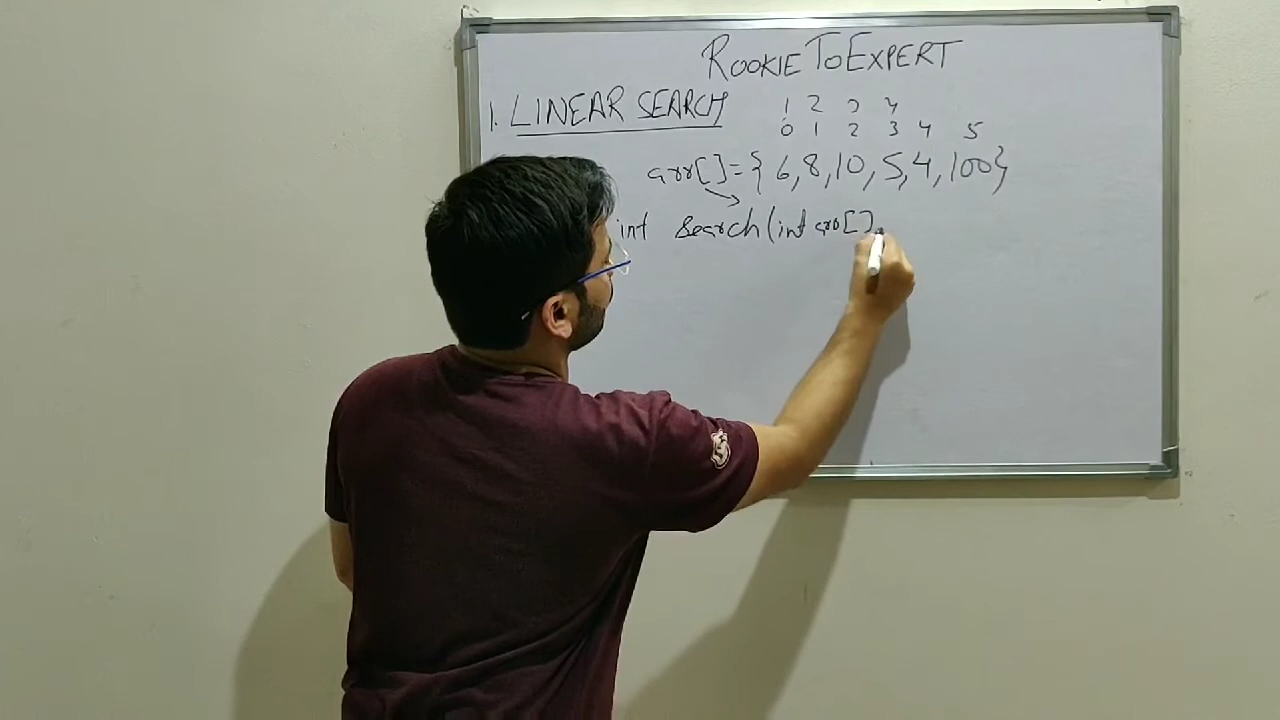 ROOKIETOEXPERT
1. LINEAR SEARCH
1 2 3 4
0 1 2 3 4 5
arr[]={6,8,10,5,4,100}
int search(int arr[],